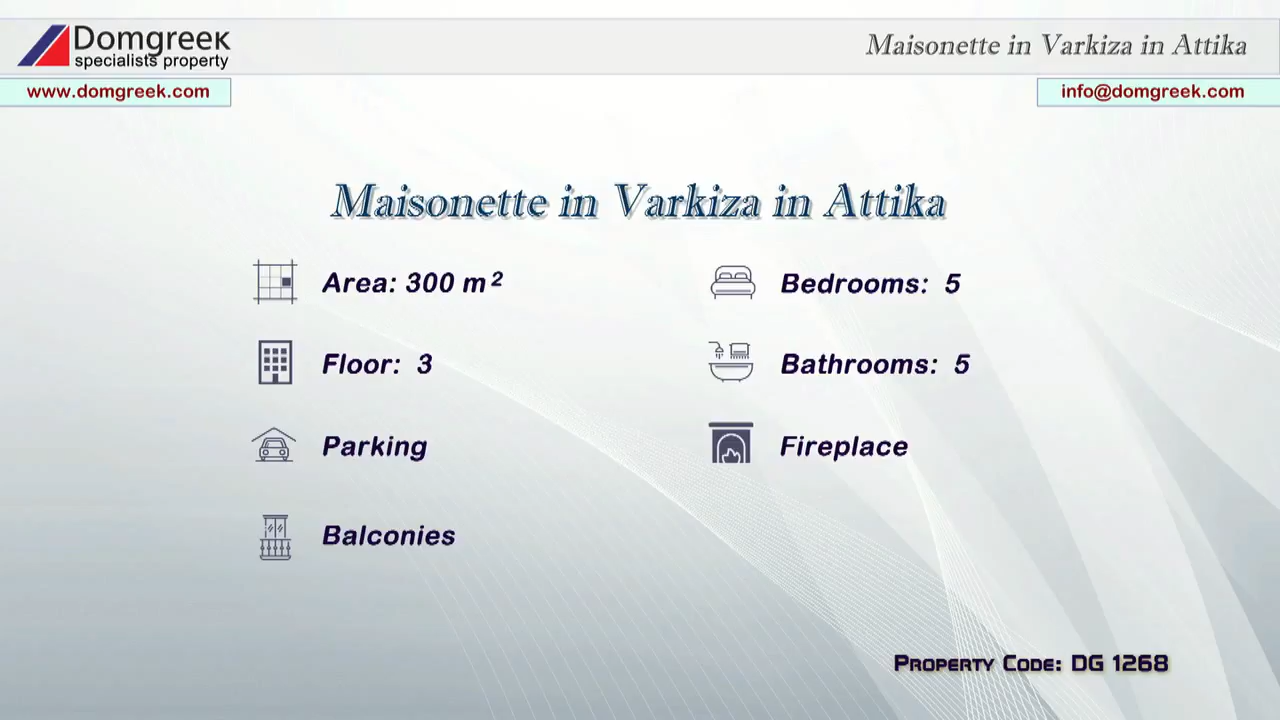 Domgreek
specialists property
Maisonette in Varkiza in Attika
www.domgreek.com
info@domgreek.com
Maisonette in Varkiza in Attika
Area: 300 m²
Bedrooms: 5
Floor: 3
Bathrooms: 5
Parking
Fireplace
Balconies
Property Code: DG 1268